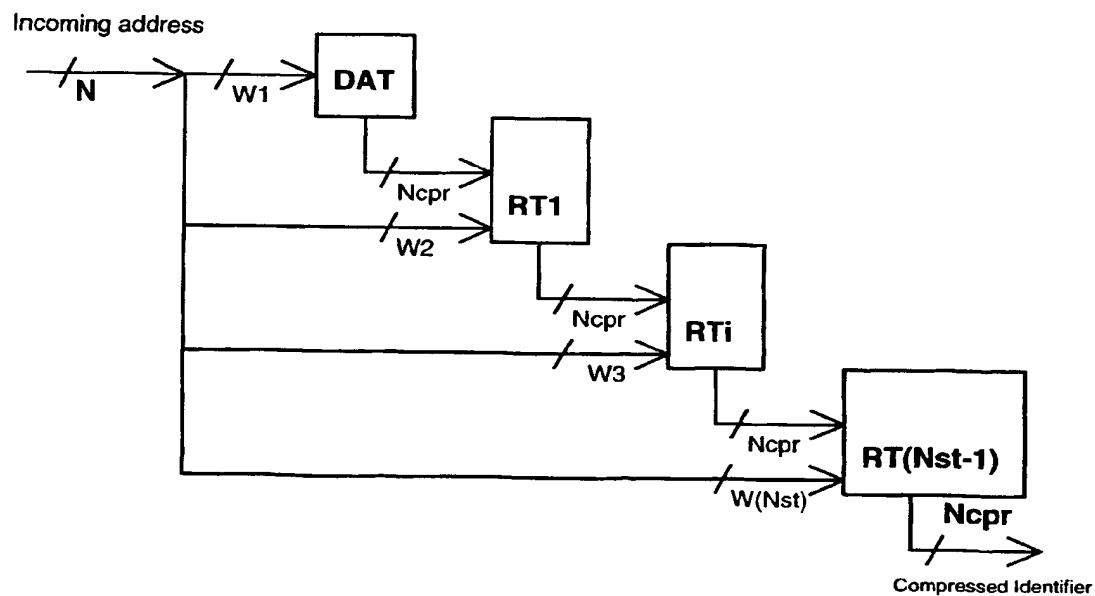 Incoming address
N
W1
DAT
Ncpr
RT1
W2
Ncpr
RTi
W3
Ncpr
RT(Nst-1)
W(Nst)
Ncpr
Compressed Identifier